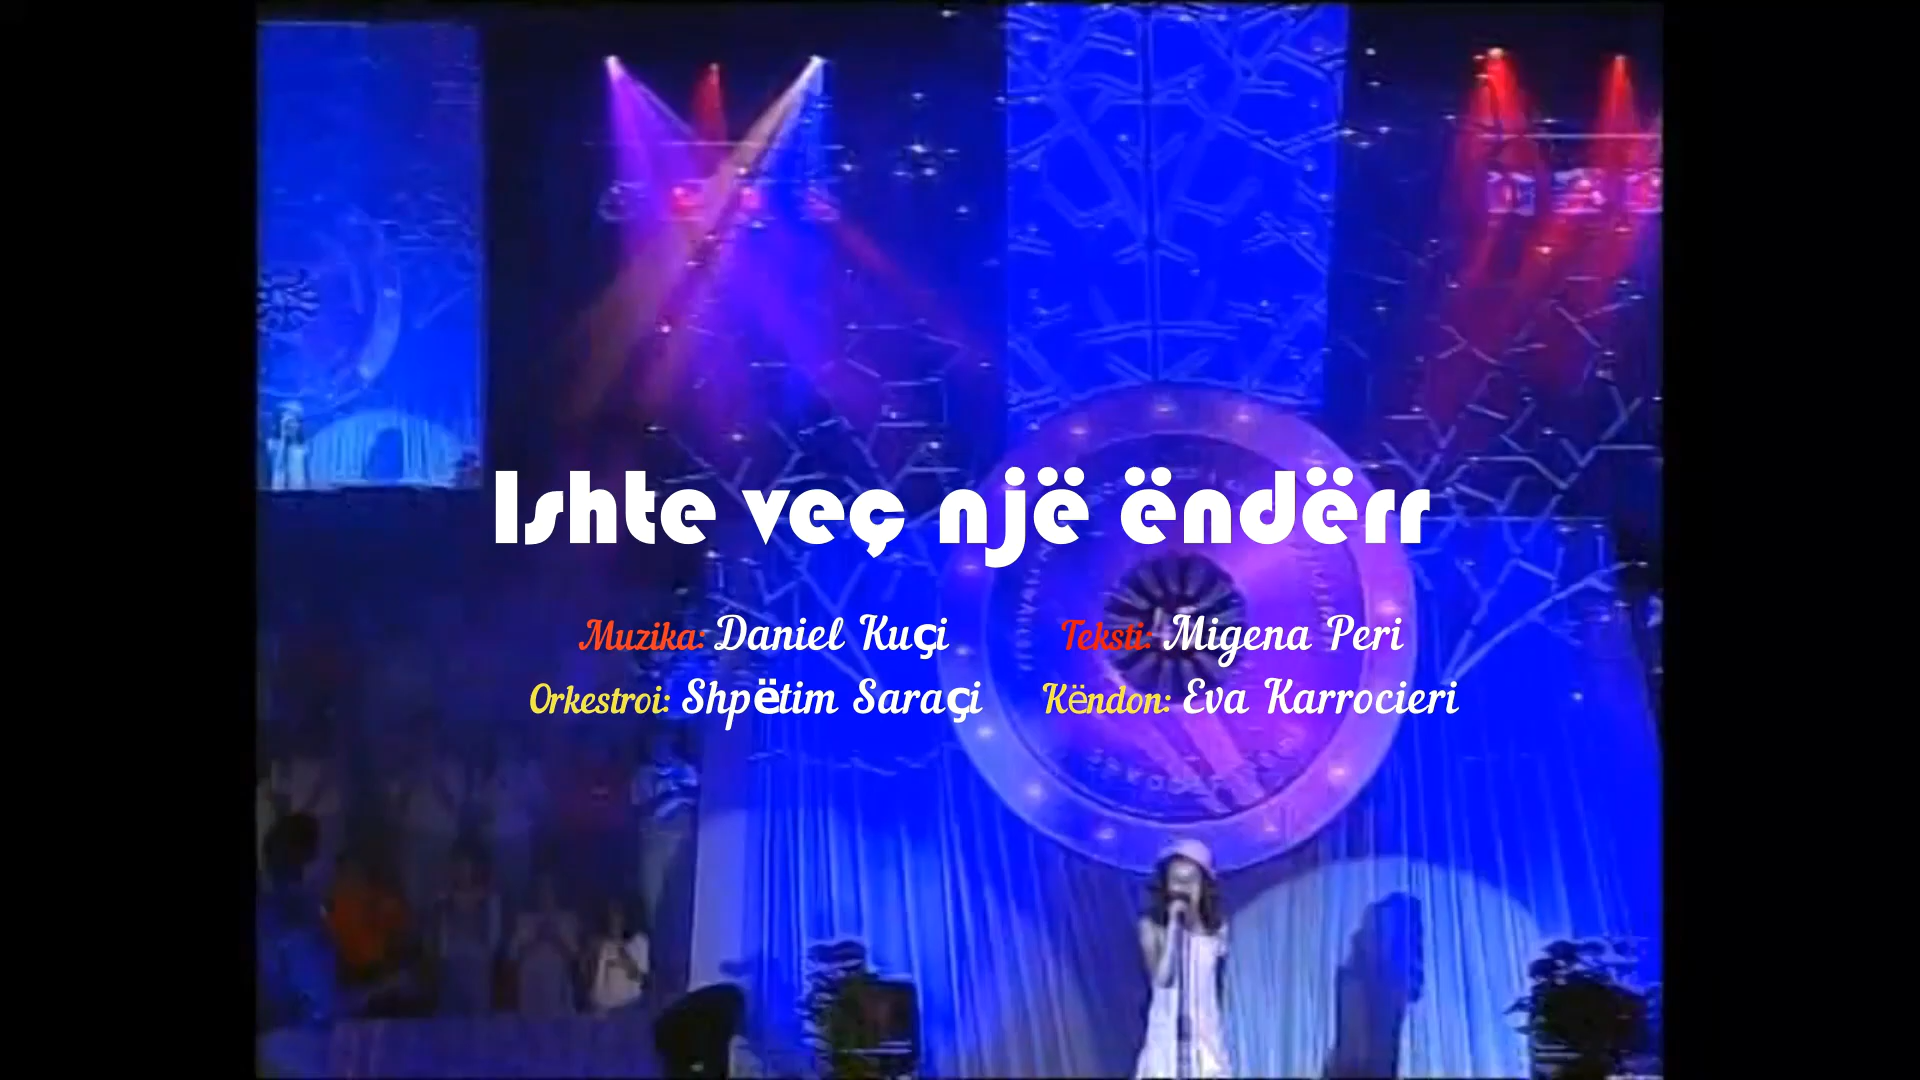 Ishte veç një ëndërr
Muzika: Daniel Kuçi Teksti: Migena Peri
Orkestroi: Shpëtim Saraçi Këndon: Eva Karrocieri